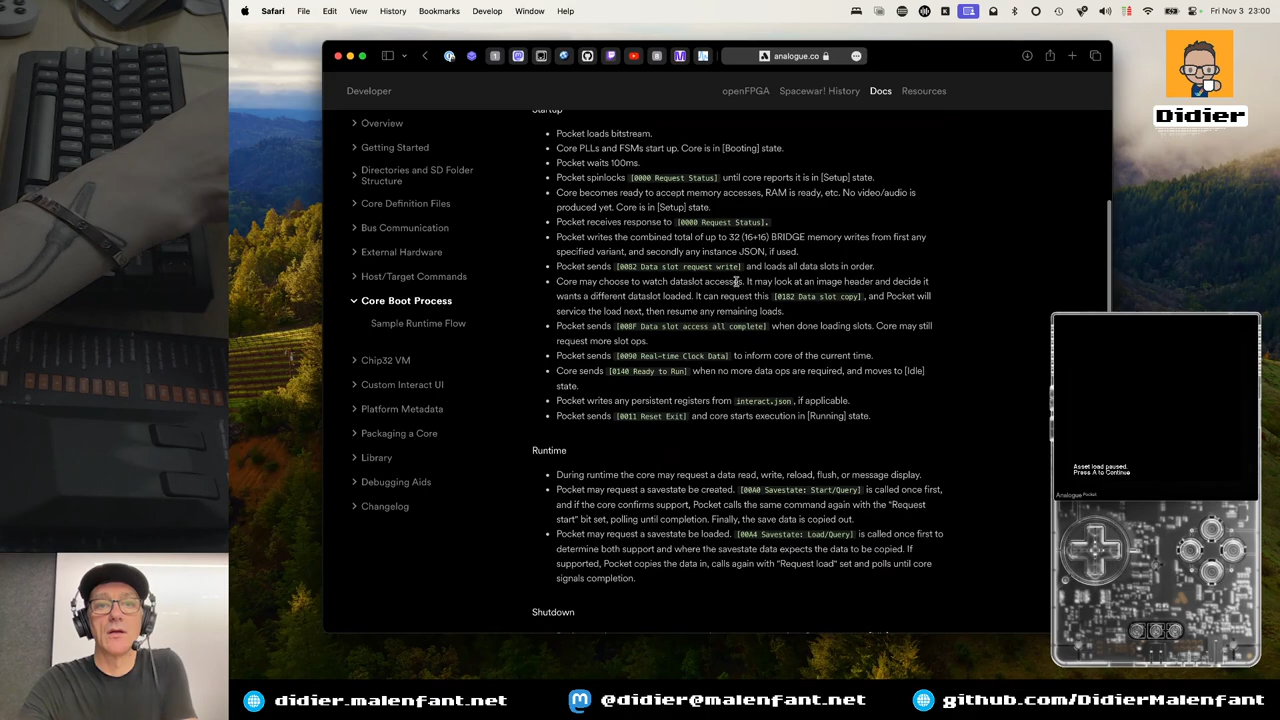 Safari File Edit View History Bookmarks Develop Window Help
Fri Nov 3 23:00
analogue.co
Developer
openFPGA Spacewar! History Docs Resources
Overview
Getting Started
Directories and SD Folder
Structure
Core Definition Files
Bus Communication
External Hardware
Host/Target Commands
Core Boot Process
Sample Runtime Flow
Chip32 VM
Custom Interact UI
Platform Metadata
Packaging a Core
Library
Debugging Aids
Changelog
Startup
• Pocket loads bitstream.
• Core PLLs and FSMs start up. Core is in [Booting] state.
• Pocket waits 100ms.
• Pocket spinlocks [0000 Request Status] until core reports it is in [Setup] state.
• Core becomes ready to accept memory accesses, RAM is ready, etc. No video/audio is
produced yet. Core is in [Setup] state.
• Pocket receives response to [0000 Request Status].
• Pocket writes the combined total of up to 32 (16+16) BRIDGE memory writes from first any
specified variant, and secondly any instance JSON, if used.
• Pocket sends [0082 Data slot request write] and loads all data slots in order.
• Core may choose to watch dataslot accesses. It may look at an image header and decide it
wants a different dataslot loaded. It can request this [0182 Data slot copy], and Pocket will
service the load next, then resume any remaining loads.
• Pocket sends [008F Data slot access all complete] when done loading slots. Core may still
request more slot ops.
• Pocket sends [0090 Real-time Clock Data] to inform core of the current time.
• Core sends [0140 Ready to Run] when no more data ops are required, and moves to [Idle]
state.
• Pocket writes any persistent registers from interact.json, if applicable.
• Pocket sends [0011 Reset Exit] and core starts execution in [Running] state.
Runtime
• During runtime the core may request a data read, write, reload, flush, or message display.
• Pocket may request a savestate be created. [00A0 Savestate: Start/Query] is called once first,
and if the core confirms support, Pocket calls the same command again with the "Request
start" bit set, polling until completion. Finally, the save data is copied out.
• Pocket may request a savestate be loaded. [00A4 Savestate: Load/Query] is called once first to
determine both support and where the savestate data expects the data to be copied. If
supported, Pocket copies the data in, calls again with "Request load" set and polls until core
signals completion.
Shutdown
Didier
Asset load paused.
Press A to Continue
Analogue Pocket
didier.malenfant.net
@didier@malenfant.net
github.com/DidierMalenfant